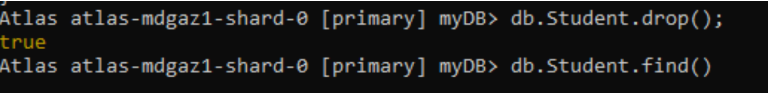 Atlas atlas-mdgaz1-shard-0 [primary] myDB> db.Student.drop();
true
Atlas atlas-mdgaz1-shard-0 [primary] myDB> db.Student.find()